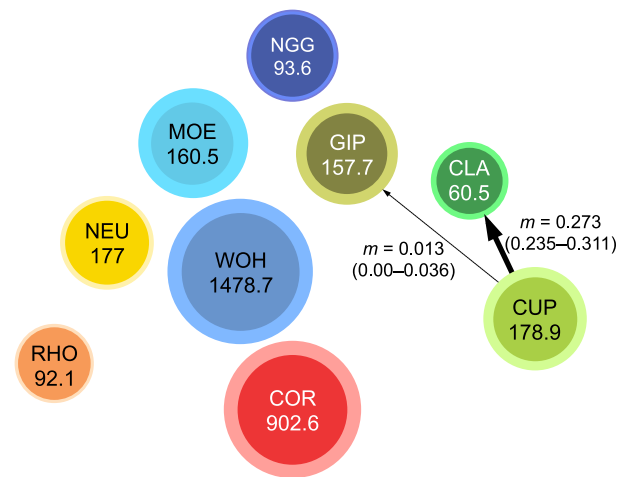 NGG
93.6
MOE
160.5
GIP
157.7
CLA
60.5
NEU
177
WOH
1478.7
m = 0.013
(0.00–0.036)
m = 0.273
(0.235–0.311)
CUP
178.9
RHO
92.1
COR
902.6